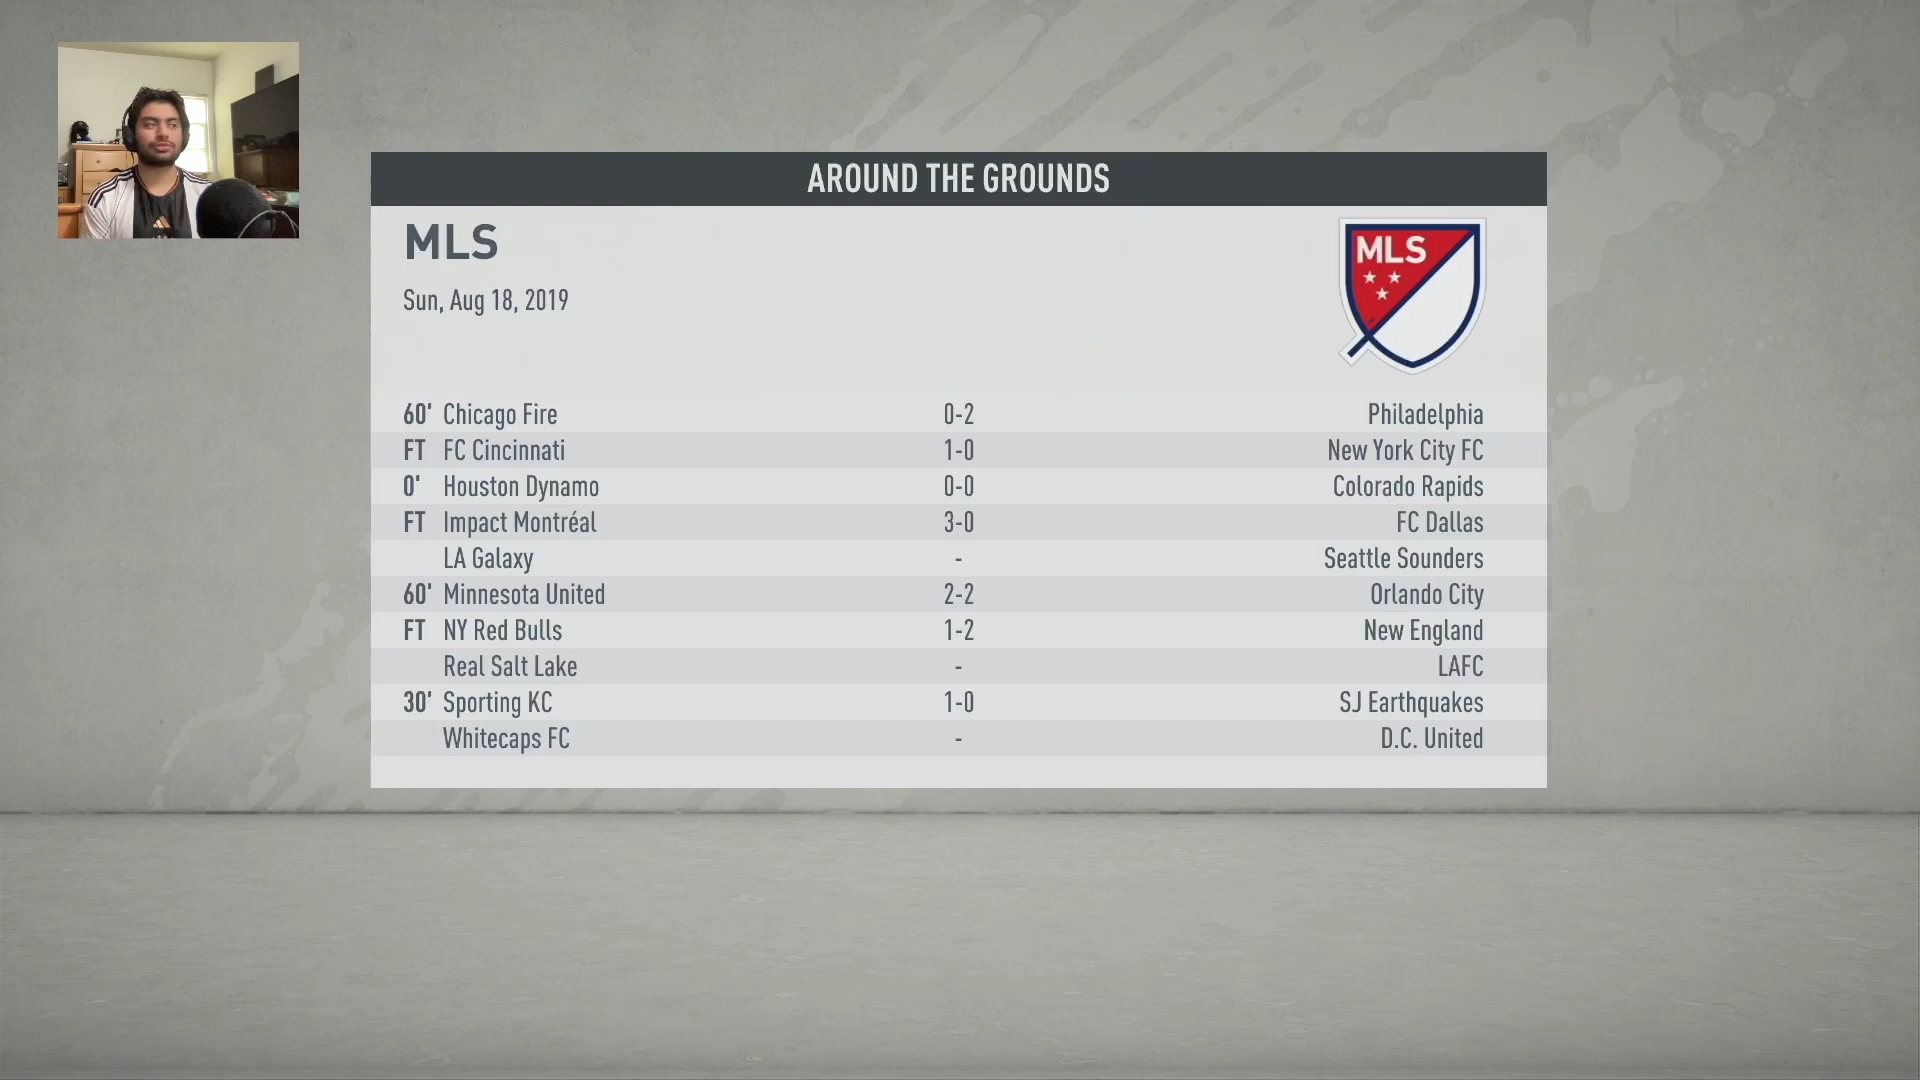 AROUND THE GROUNDS
MLS
MLS
Sun, Aug 18, 2019
60' Chicago Fire 0-2 Philadelphia
FT FC Cincinnati 1-0 New York City FC
0' Houston Dynamo 0-0 Colorado Rapids
FT Impact Montréal 3-0 FC Dallas
LA Galaxy - Seattle Sounders
60' Minnesota United 2-2 Orlando City
FT NY Red Bulls 1-2 New England
Real Salt Lake - LAFC
30' Sporting KC 1-0 SJ Earthquakes
Whitecaps FC - D.C. United